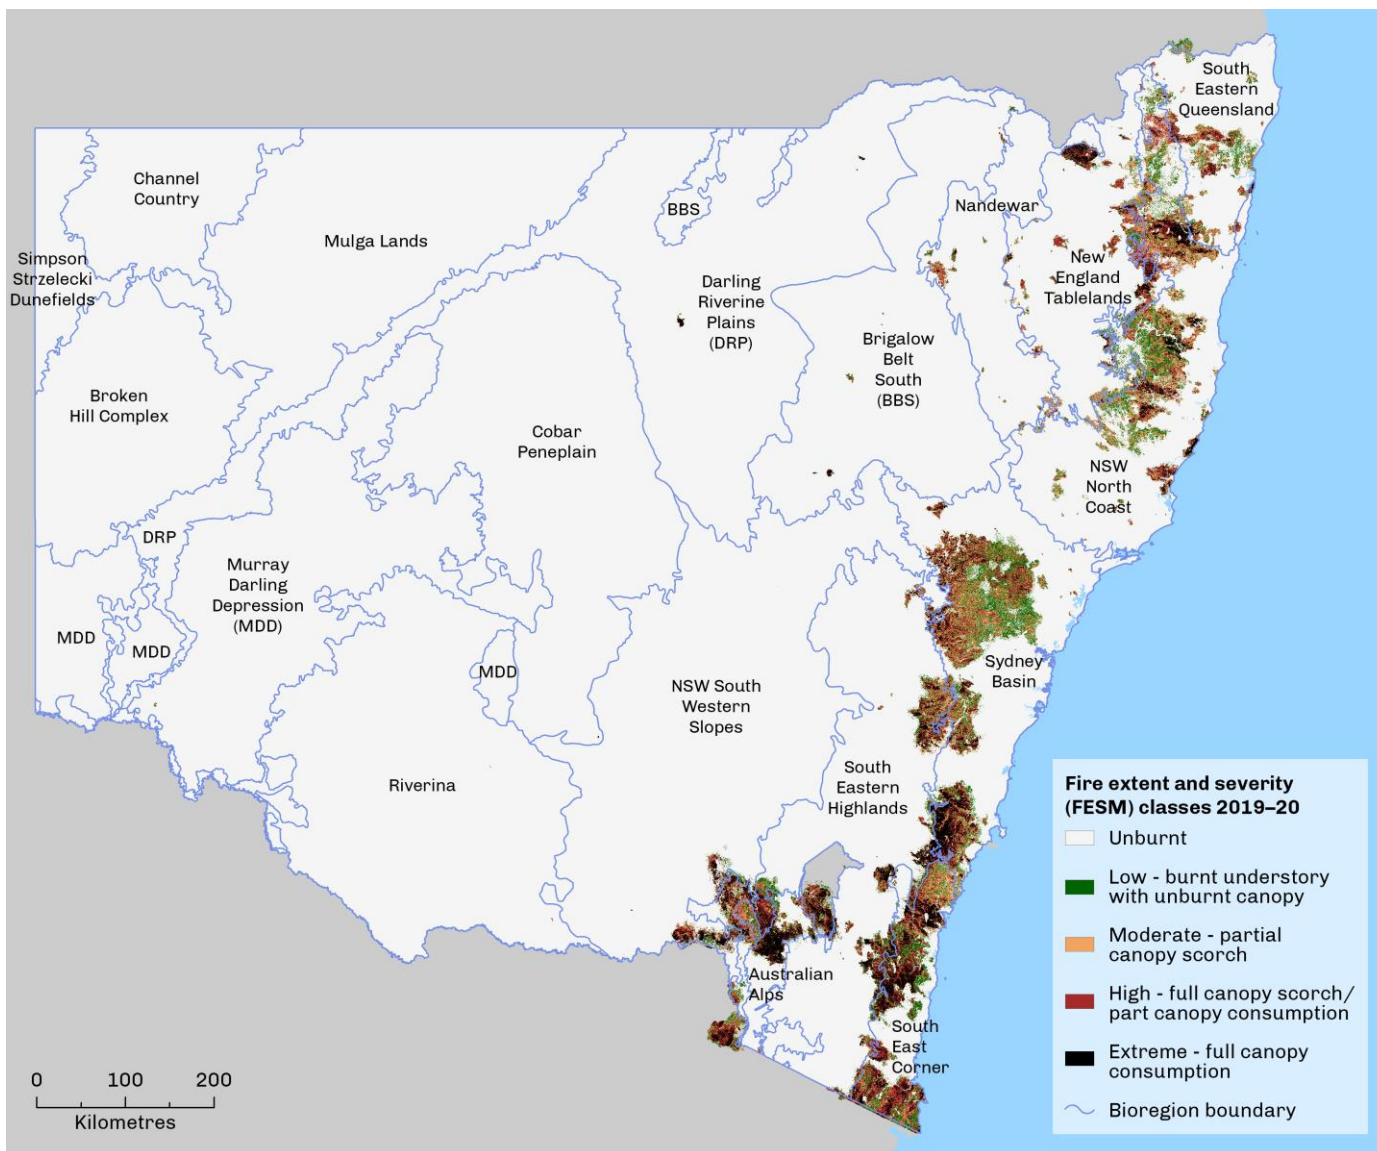 South
Eastern
Queensland
Channel
Country
BBS
Nandewar
Mulga Lands
Simpson
Strzelecki
Dunefields
New
England
Tablelands
Darling
Riverine
Plains
(DRP)
Brigalow
Belt
South
(BBS)
Broken
Hill Complex
Cobar
Peneplain
NSW
North
Coast
DRP
Murray
Darling
Depression
(MDD)
MDD
MDD
MDD
Sydney
Basin
NSW South
Western
Slopes
Riverina
South
Eastern
Highlands
Australian
Alps
South
East
Corner
Fire extent and severity
(FESM) classes 2019–20
Unburnt
Low - burnt understory
with unburnt canopy
Moderate - partial
canopy scorch
High - full canopy scorch/
part canopy consumption
Extreme - full canopy
consumption
Bioregion boundary
0 100 200
Kilometres